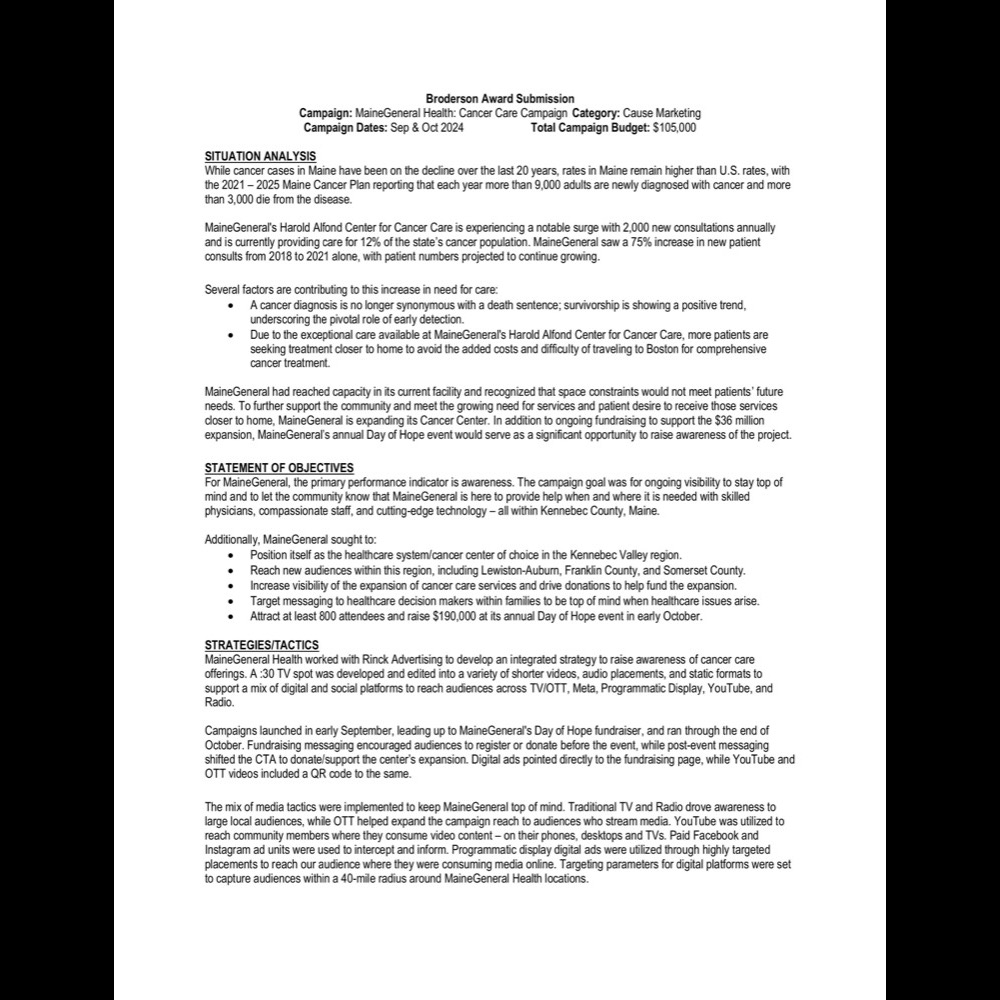 Broderson Award Submission
Campaign: MaineGeneral Health: Cancer Care Campaign Category: Cause Marketing
Campaign Dates: Sep & Oct 2024 Total Campaign Budget: $105,000
SITUATION ANALYSIS
While cancer cases in Maine have been on the decline over the last 20 years, rates in Maine remain higher than U.S. rates, with
the 2021 – 2025 Maine Cancer Plan reporting that each year more than 9,000 adults are newly diagnosed with cancer and more
than 3,000 die from the disease.
MaineGeneral's Harold Alfond Center for Cancer Care is experiencing a notable surge with 2,000 new consultations annually
and is currently providing care for 12% of the state's cancer population. MaineGeneral saw a 75% increase in new patient
consults from 2018 to 2021 alone, with patient numbers projected to continue growing.
Several factors are contributing to this increase in need for care:
• A cancer diagnosis is no longer synonymous with a death sentence; survivorship is showing a positive trend,
underscoring the pivotal role of early detection.
• Due to the exceptional care available at MaineGeneral's Harold Alfond Center for Cancer Care, more patients are
seeking treatment closer to home to avoid the added costs and difficulty of traveling to Boston for comprehensive
cancer treatment.
MaineGeneral had reached capacity in its current facility and recognized that space constraints would not meet patients' future
needs. To further support the community and meet the growing need for services and patient desire to receive those services
closer to home, MaineGeneral is expanding its Cancer Center. In addition to ongoing fundraising to support the $36 million
expansion, MaineGeneral's annual Day of Hope event would serve as a significant opportunity to raise awareness of the project.
STATEMENT OF OBJECTIVES
For MaineGeneral, the primary performance indicator is awareness. The campaign goal was for ongoing visibility to stay top of
mind and to let the community know that MaineGeneral is here to provide help when and where it is needed with skilled
physicians, compassionate staff, and cutting-edge technology – all within Kennebec County, Maine.
Additionally, MaineGeneral sought to:
• Position itself as the healthcare system/cancer center of choice in the Kennebec Valley region.
• Reach new audiences within this region, including Lewiston-Auburn, Franklin County, and Somerset County.
• Increase visibility of the expansion of cancer care services and drive donations to help fund the expansion.
• Target messaging to healthcare decision makers within families to be top of mind when healthcare issues arise.
• Attract at least 800 attendees and raise $190,000 at its annual Day of Hope event in early October.
STRATEGIES/TACTICS
MaineGeneral Health worked with Rinck Advertising to develop an integrated strategy to raise awareness of cancer care
offerings. A :30 TV spot was developed and edited into a variety of shorter videos, audio placements, and static formats to
support a mix of digital and social platforms to reach audiences across TV/OTT, Meta, Programmatic Display, YouTube, and
Radio.
Campaigns launched in early September, leading up to MaineGeneral's Day of Hope fundraiser, and ran through the end of
October. Fundraising messaging encouraged audiences to register or donate before the event, while post-event messaging
shifted the CTA to donate/support the center's expansion. Digital ads pointed directly to the fundraising page, while YouTube and
OTT videos included a QR code to the same.
The mix of media tactics were implemented to keep MaineGeneral top of mind. Traditional TV and Radio drove awareness to
large local audiences, while OTT helped expand the campaign reach to audiences who stream media. YouTube was utilized to
reach community members where they consume video content – on their phones, desktops and TVs. Paid Facebook and
Instagram ad units were used to intercept and inform. Programmatic display digital ads were utilized through highly targeted
placements to reach our audience where they were consuming media online. Targeting parameters for digital platforms were set
to capture audiences within a 40-mile radius around MaineGeneral Health locations.